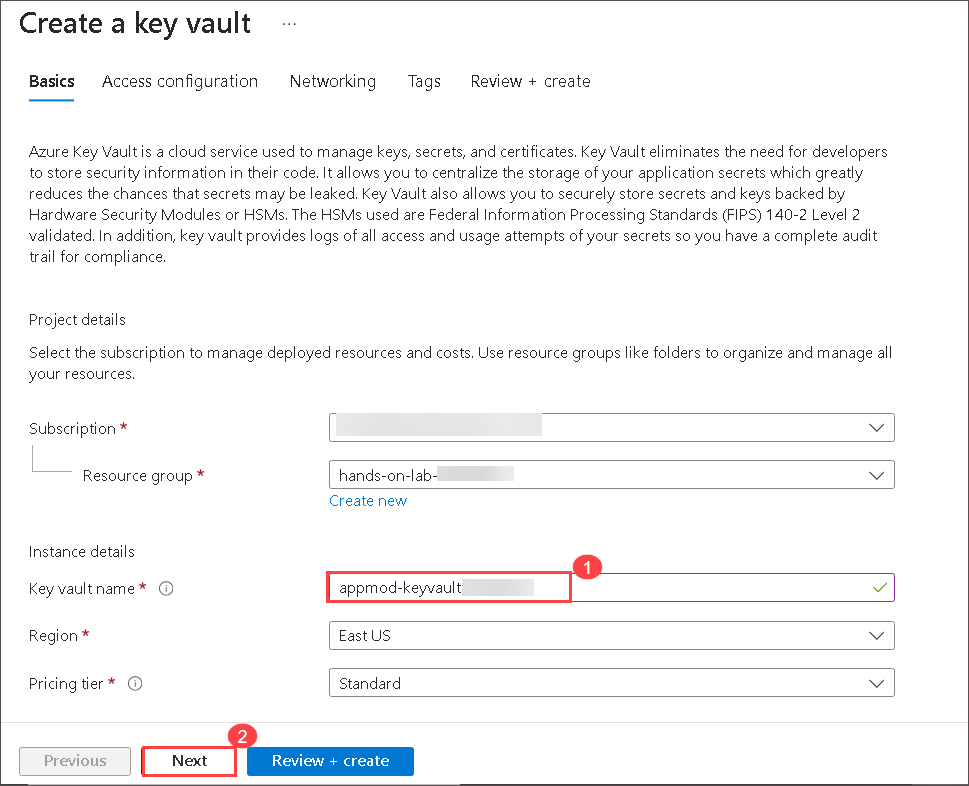 Create a key vault ...
Basics Access configuration Networking Tags Review + create
Azure Key Vault is a cloud service used to manage keys, secrets, and certificates. Key Vault eliminates the need for developers
to store security information in their code. It allows you to centralize the storage of your application secrets which greatly
reduces the chances that secrets may be leaked. Key Vault also allows you to securely store secrets and keys backed by
Hardware Security Modules or HSMs. The HSMs used are Federal Information Processing Standards (FIPS) 140-2 Level 2
validated. In addition, key vault provides logs of all access and usage attempts of your secrets so you have a complete audit
trail for compliance.
Project details
Select the subscription to manage deployed resources and costs. Use resource groups like folders to organize and manage all
your resources.
Subscription *
Resource group * hands-on-lab-
Create new
Instance details
1
Key vault name * appmod-keyvault
Region * East US
Pricing tier * Standard
2
Previous Next Review + create